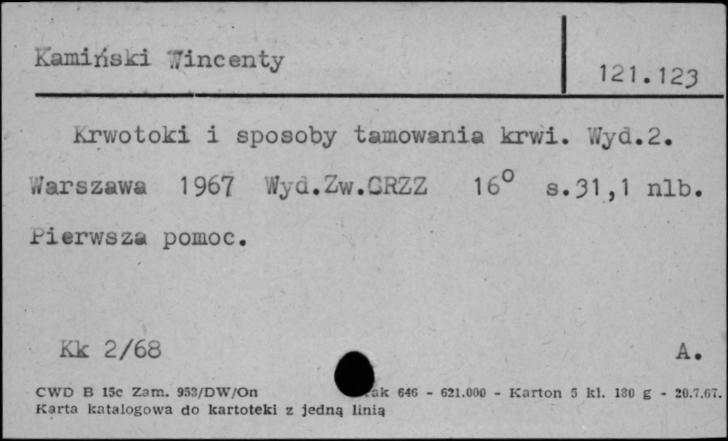 Kamiński Wincenty
121.123
Krwotoki i sposoby tamowania krwi. Wyd.2.
Warszawa 1967 Wyd.Zw.CRZZ 16° s.31,1 nlb.
Pierwsza pomoc.
Kk 2/68 A.
CWD B 15c Zam. 953/DW/On 646 - 621.000 - Karton 5 kl. 180 g - 20.7.67.
Karta katalogowa do kartoteki z jedną linią